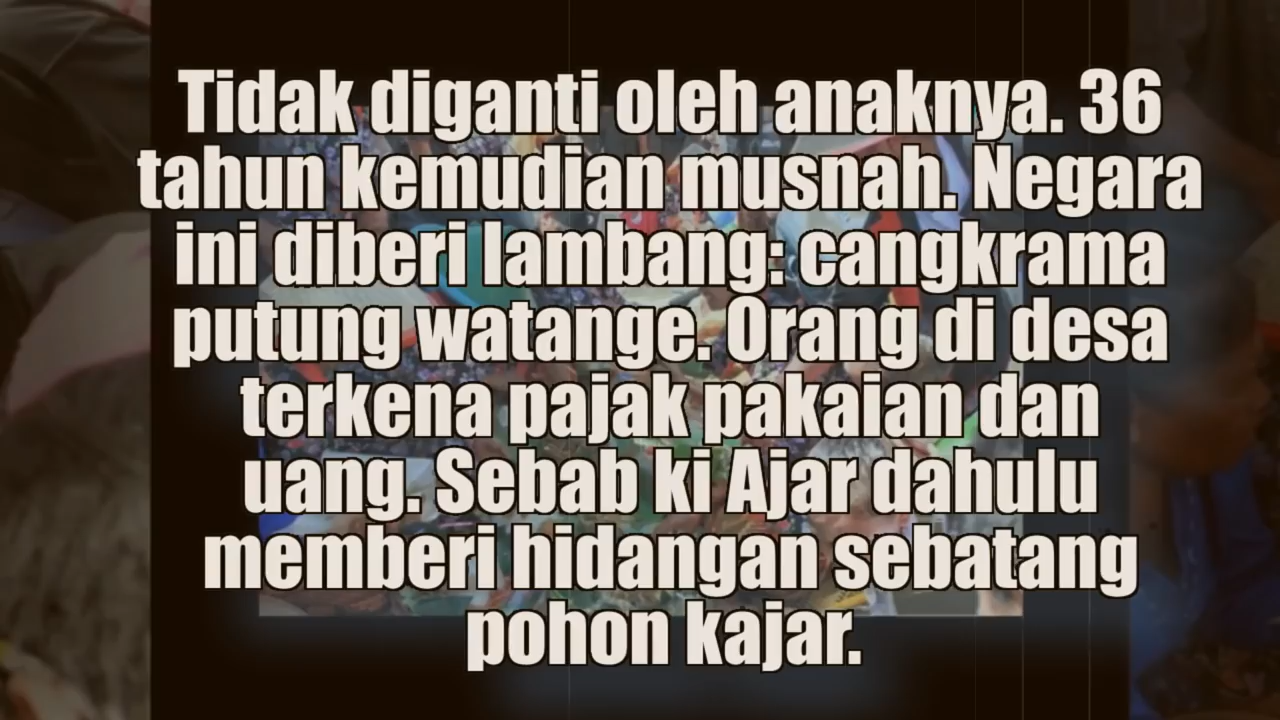 Tidak diganti oleh anaknya. 36
tahun kemudian musnah. Negara
ini diberi lambang: cangkrama
putung watange. Orang di desa
terkena pajak pakaian dan
uang. Sebab ki Ajar dahulu
memberi hidangan sebatang
pohon kajar.